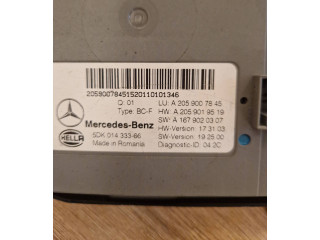 20590078451520110101346
Q: 01 LU: A 205 900 78 45
Type: BC-F HW: A 205 901 95 19
SW: A 167 902 03 07
Mercedes-Benz HW-Version: 17 31 03
HELLA 5DK 014 333-66 SW-Version: 19 25 00
Made in Romania Diagnostic-ID: 04 2C